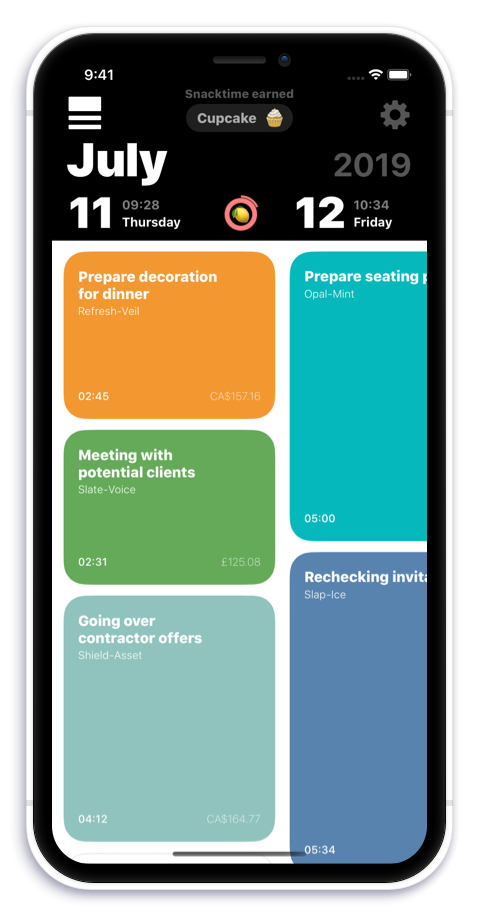 9:41
Snacktime earned
Cupcake
July
2019
11
09:28
Thursday
12
10:34
Friday
Prepare decoration
for dinner
Refresh-Veil
02:45
CA$157.16
Meeting with
potential clients
Slate-Voice
02:31
£125.08
Going over
contractor offers
Shield-Asset
04:12
CA$164.77
Prepare seating p
Opal-Mint
05:00
Rechecking invita
Slap-Ice
05:34